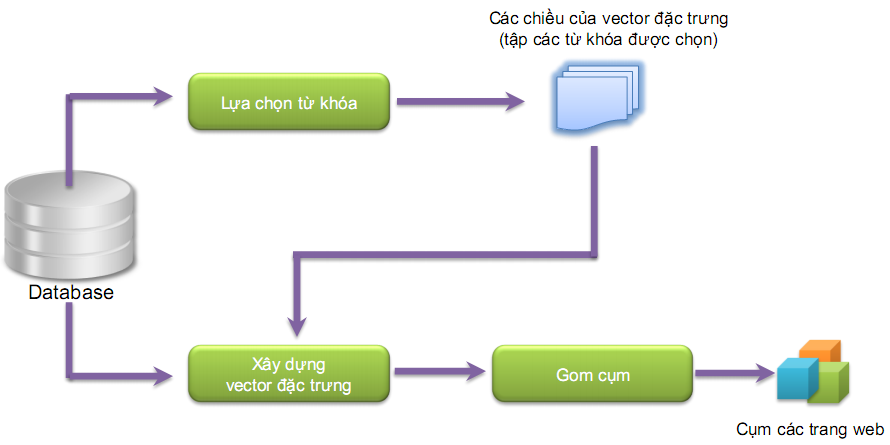 Các chiều của vector đặc trưng
(tập các từ khóa được chọn)
Lựa chọn từ khóa
Database
Xây dựng
vector đặc trưng
Gom cụm
Cụm các trang web